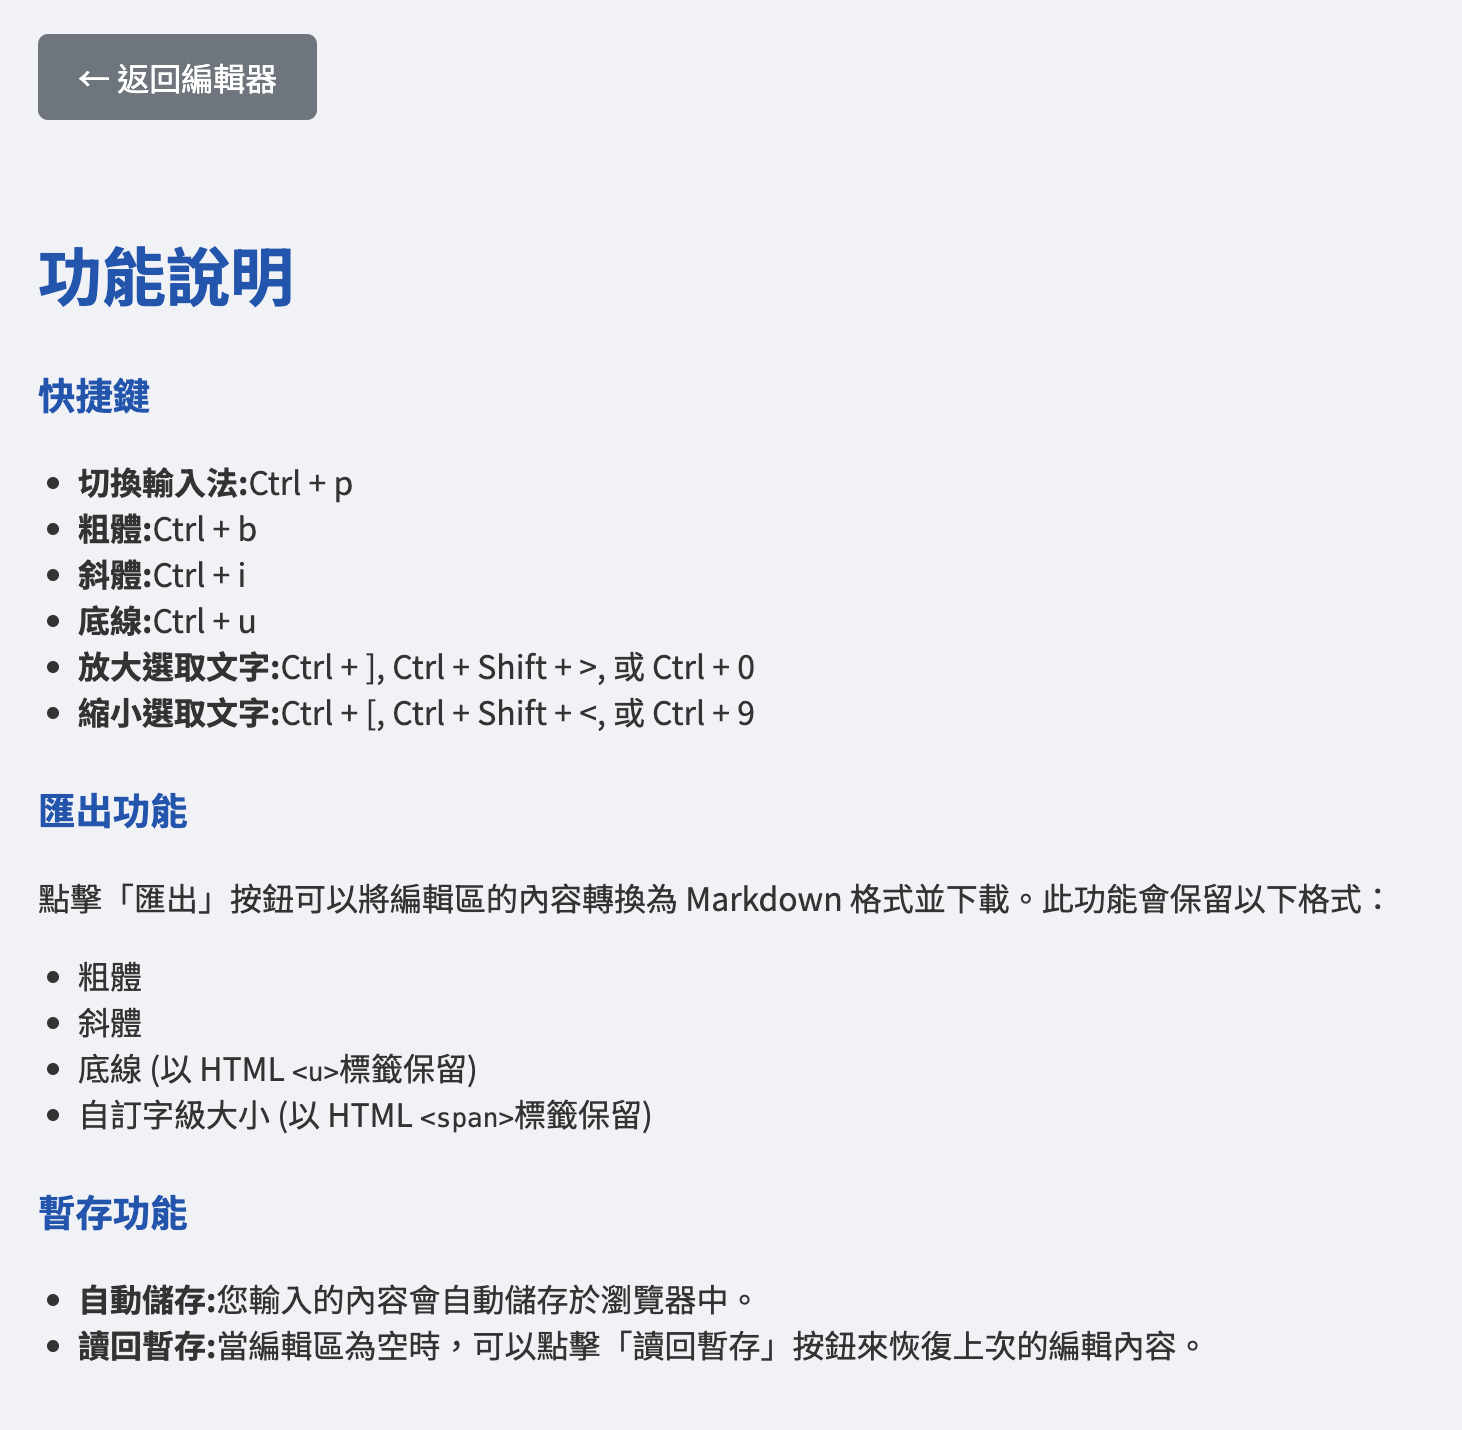 ← 返回編輯器
功能說明
快捷鍵
切換輸入法:Ctrl + p
粗體:Ctrl + b
斜體:Ctrl + i
底線:Ctrl + u
放大選取文字:Ctrl + ], Ctrl + Shift + >, 或 Ctrl + 0
縮小選取文字:Ctrl + [, Ctrl + Shift + <, 或 Ctrl + 9
匯出功能
點擊「匯出」按鈕可以將編輯區的內容轉換為 Markdown 格式並下載。此功能會保留以下格式：
粗體
斜體
底線 (以 HTML <u>標籤保留)
自訂字級大小 (以 HTML <span>標籤保留)
暫存功能
自動儲存:您輸入的內容會自動儲存於瀏覽器中。
讀回暫存:當編輯區為空時，可以點擊「讀回暫存」按鈕來恢復上次的編輯內容。